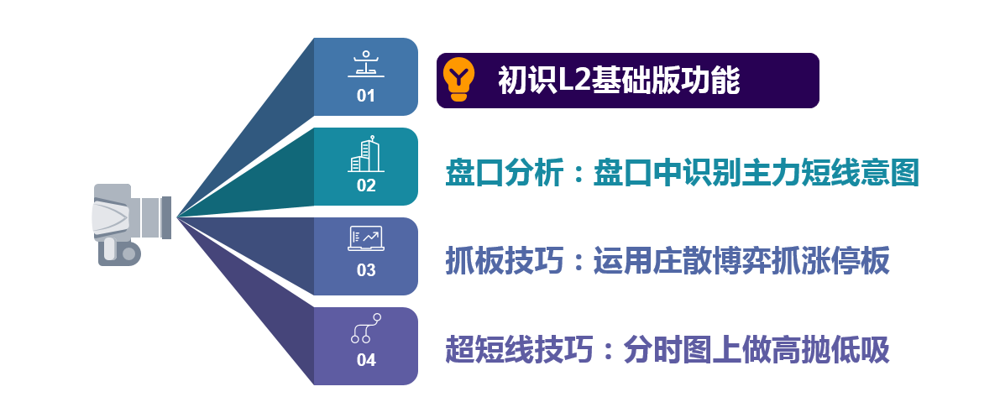 01
初识L2基础版功能
02
盘口分析：盘口中识别主力短线意图
03
抓板技巧：运用庄散博弈抓涨停板
04
超短线技巧：分时图上做高抛低吸